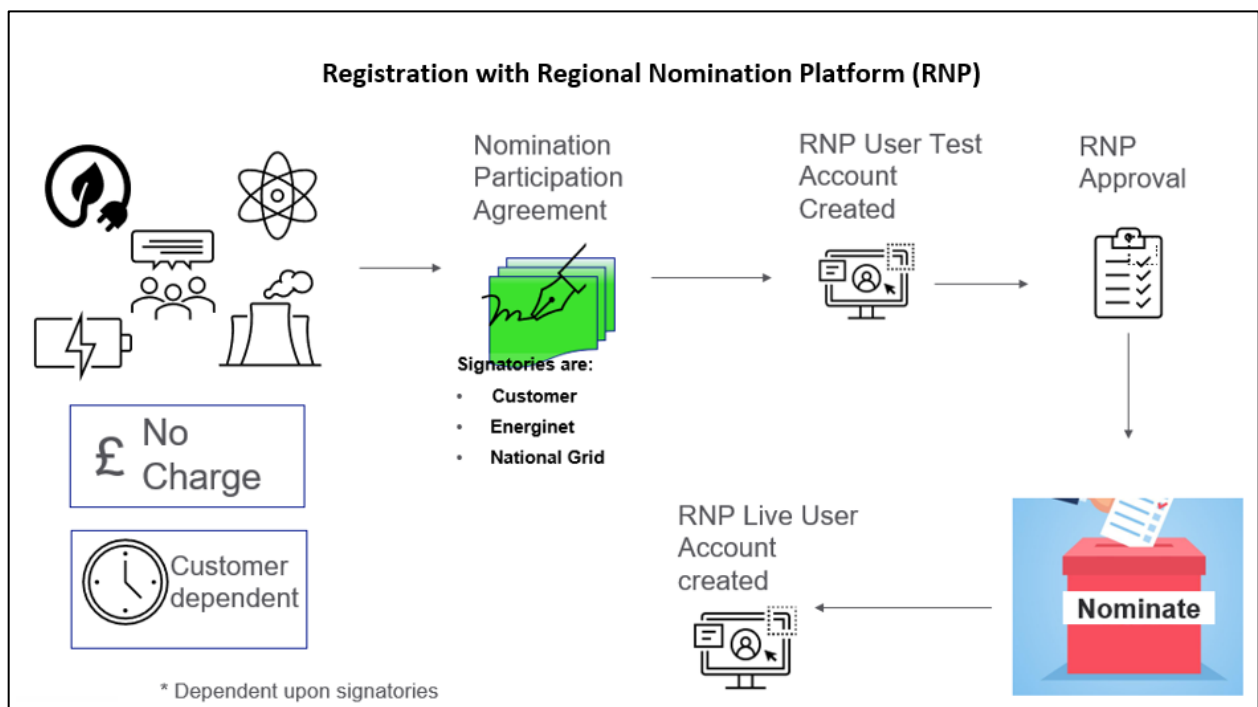 Registration with Regional Nomination Platform (RNP)
Nomination
Participation
Agreement
RNP User Test
Account
Created
RNP
Approval
Signatories are:
• Customer
• Energinet
• National Grid
£ No
Charge
Customer
dependent
RNP Live User
Account
created
Nominate
* Dependent upon signatories